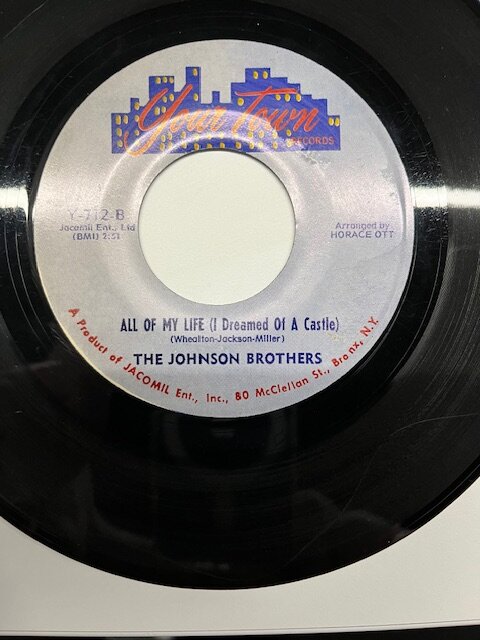 Your Town
RECORDS
Y-712-B
Jacomil Ent., Ltd
(BMI) 2:51
Arranged by
HORACE OTT
ALL OF MY LIFE (I Dreamed Of A Castle)
(Whealton-Jackson-Miller)
THE JOHNSON BROTHERS
A Product of JACOMIL Ent., Inc., 80 McClellan St., Bronx, N.Y.